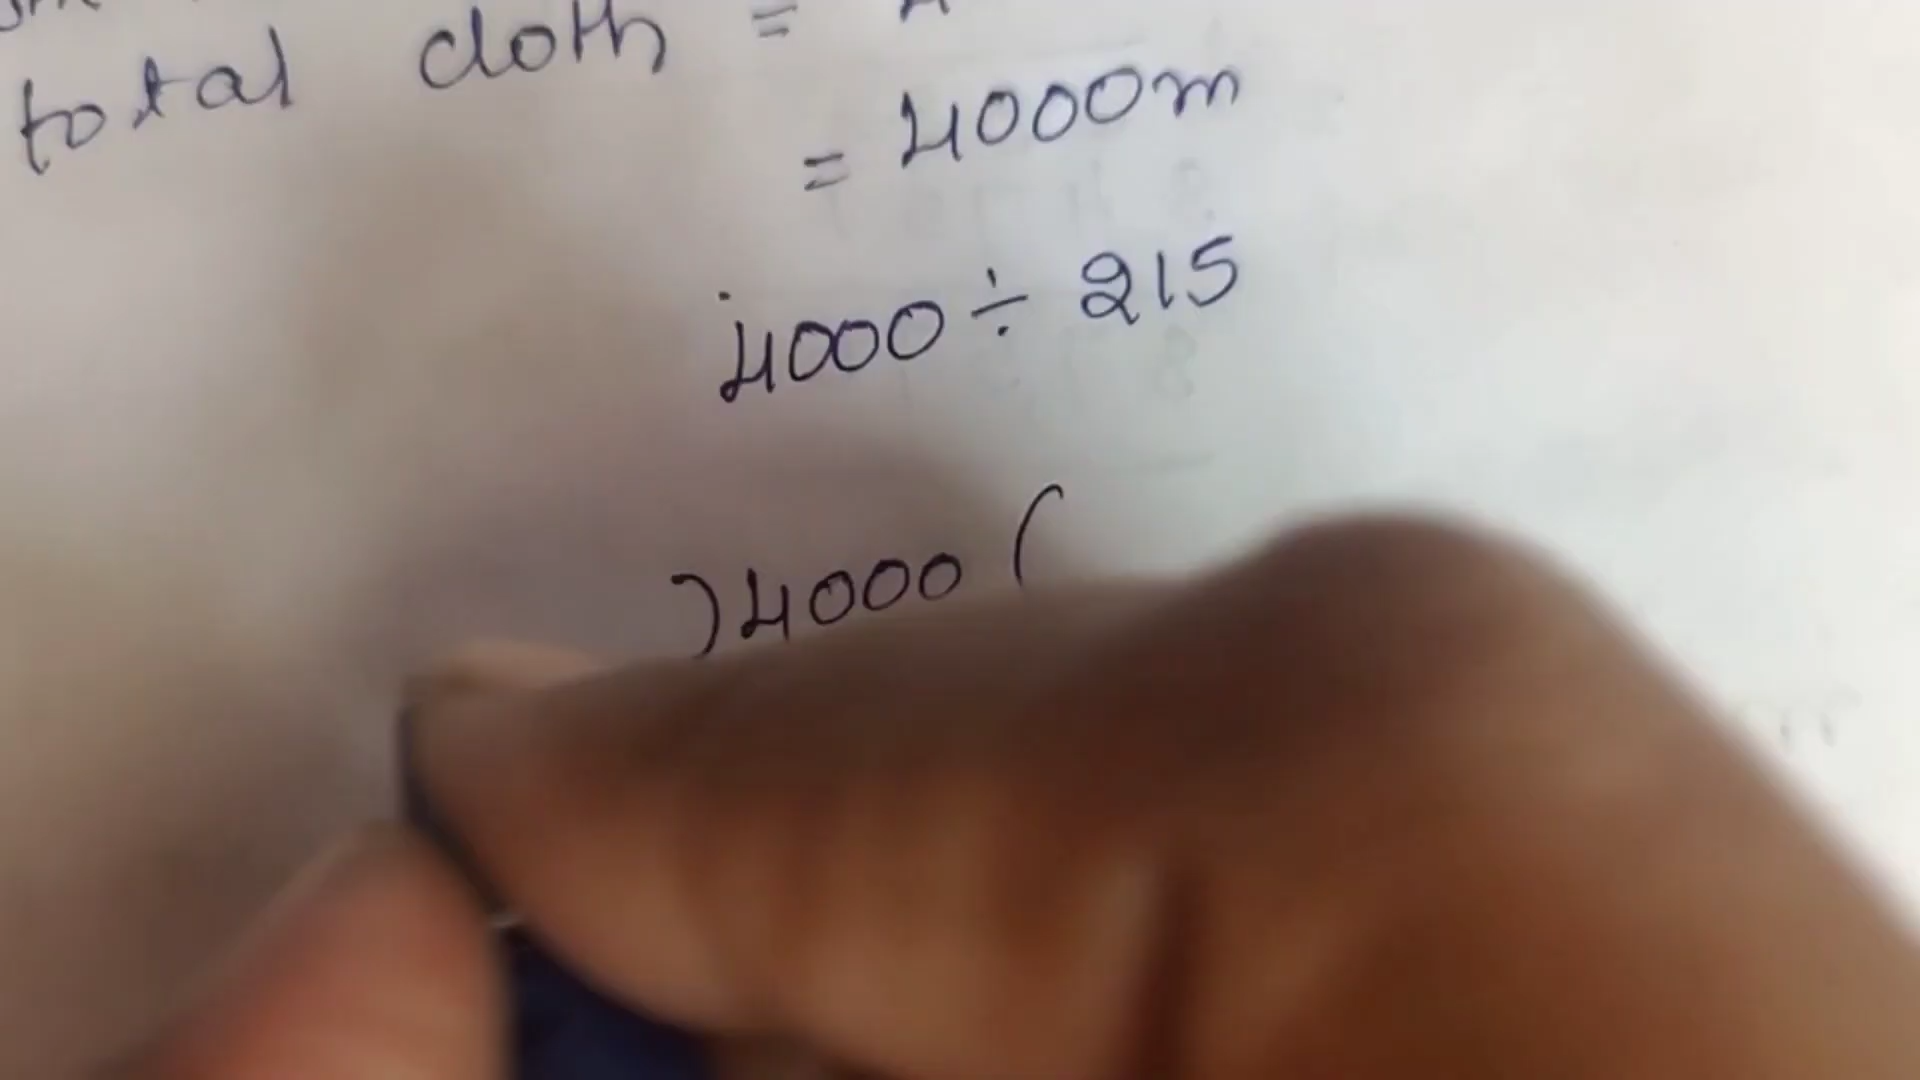 total cloth =
= 4000m
4000 ÷ 215
)4000(